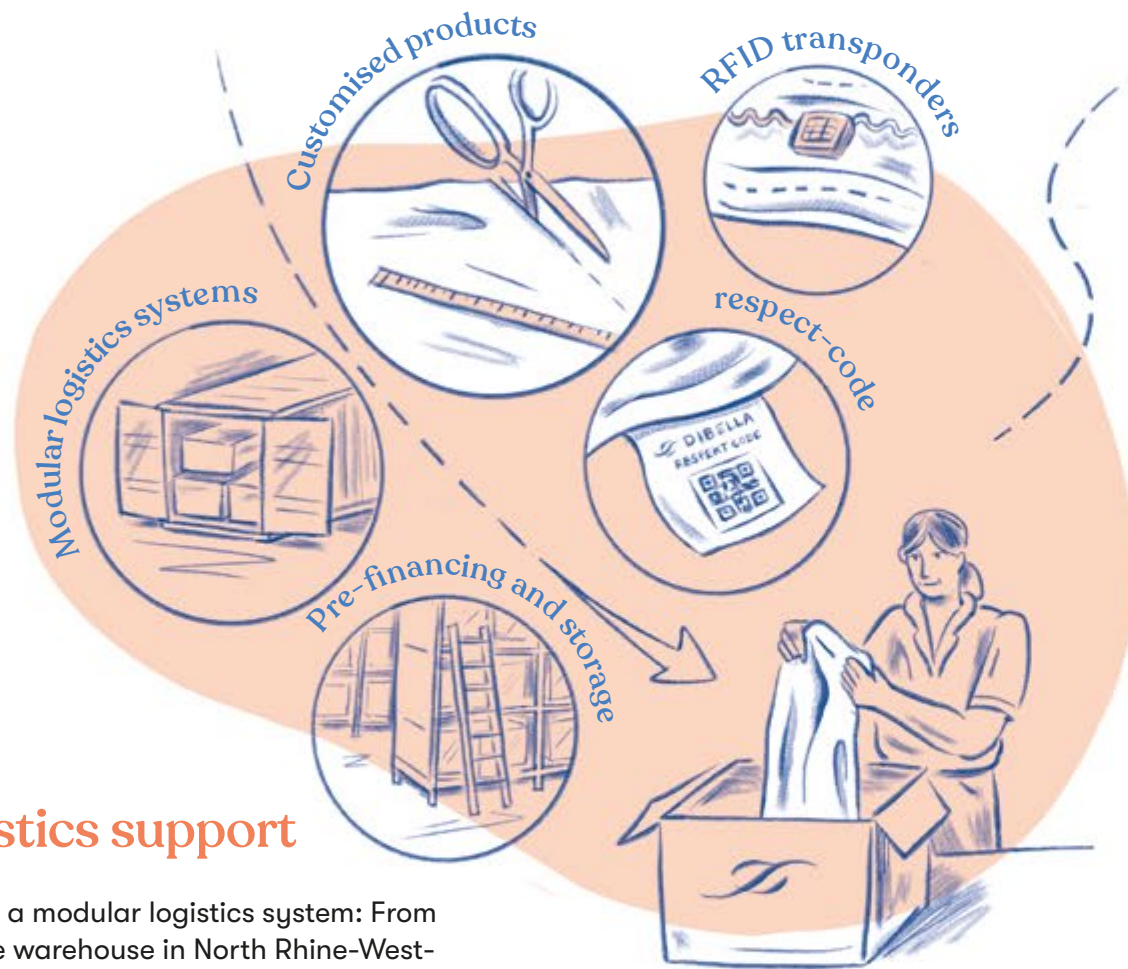 Customised products
RFID transponders
Modular logistics systems
respect-code
DIBELLA
RESPEKT CODE
Pre-financing and storage
stics support
a modular logistics system: From
e warehouse in North Rhine-West-